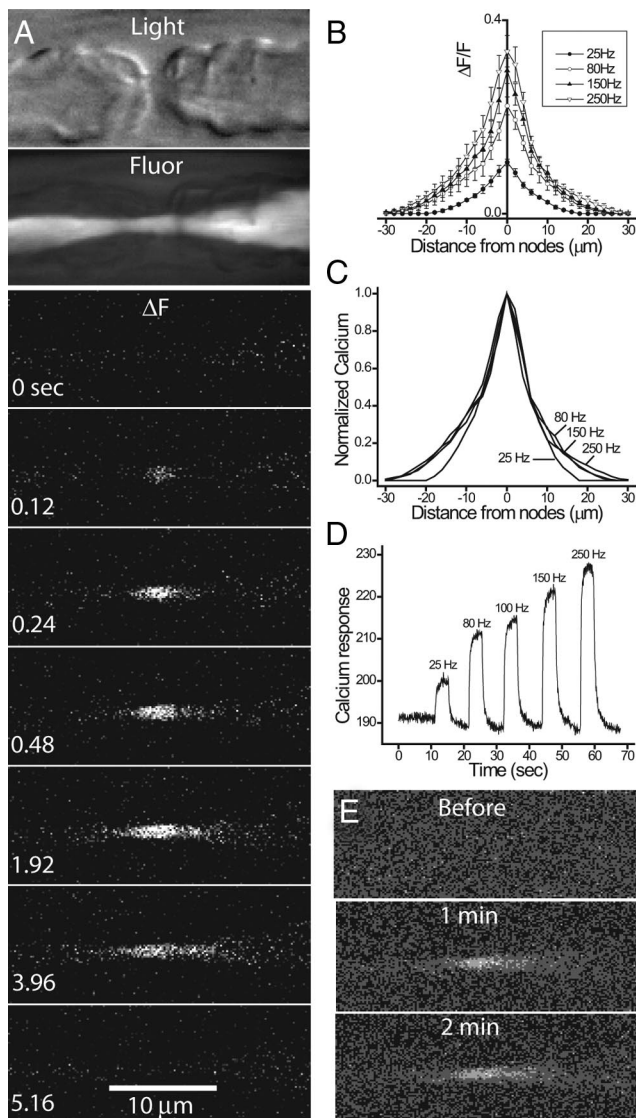 A
Light
Fluor
ΔF
0 sec
0.12
0.24
0.48
1.92
3.96
5.16
10 μm
B
0.4
ΔF/F
25Hz
80Hz
150Hz
250Hz
0.0
-30 -20 -10 0 10 20 30
Distance from nodes (μm)
C
1.0
0.8
0.6
0.4
0.2
0.0
Normalized Calcium
80 Hz
150 Hz
250 Hz
25 Hz
-30 -20 -10 0 10 20 30
Distance from nodes (μm)
D
230
220
210
200
190
Calcium response
25 Hz
80 Hz
100 Hz
150 Hz
250 Hz
0 10 20 30 40 50 60 70
Time (sec)
E
Before
1 min
2 min